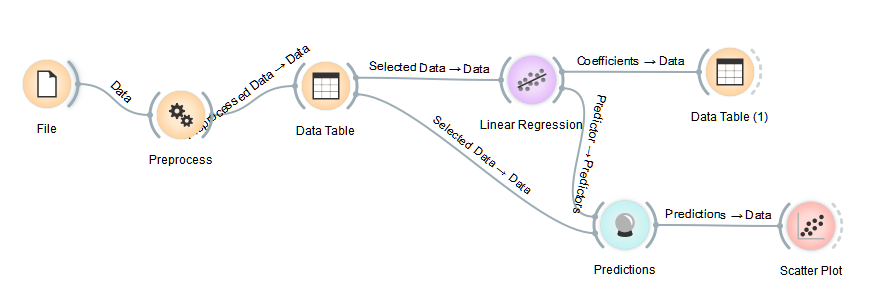 File
Data
Preprocess
Preprocessed Data → Data
Data Table
Selected Data → Data
Selected Data → Data
Linear Regression
Coefficients → Data
Data Table (1)
Predictor → Predictors
Predictions
Predictions → Data
Scatter Plot